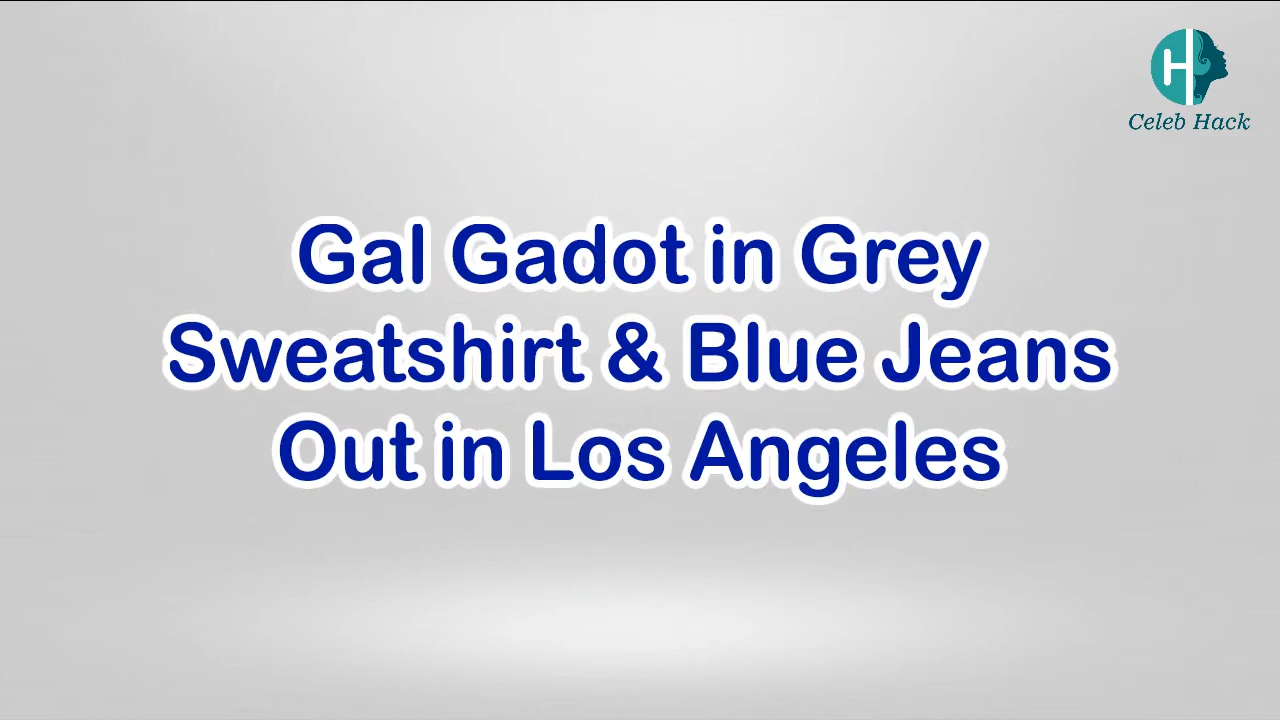 H
Celeb Hack
Gal Gadot in Grey
Sweatshirt & Blue Jeans
Out in Los Angeles